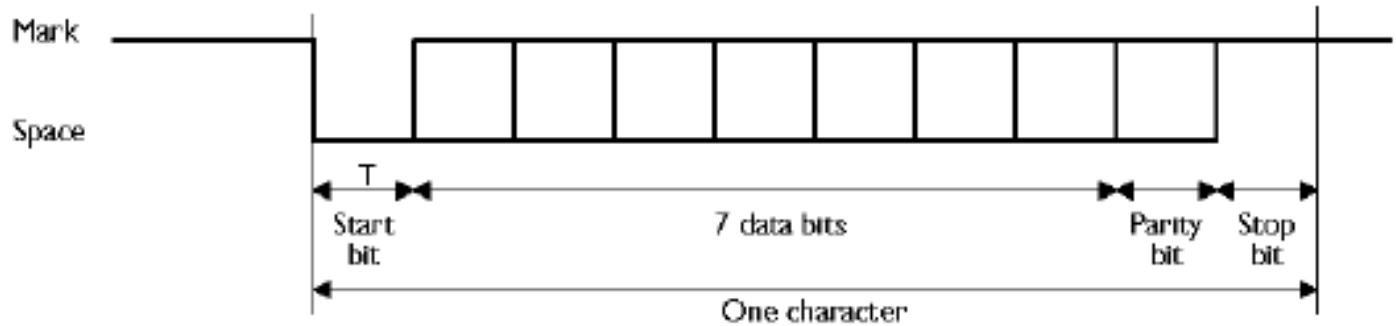 Mark
Space
T
Start
bit
7 data bits
Parity
bit
Stop
bit
One character